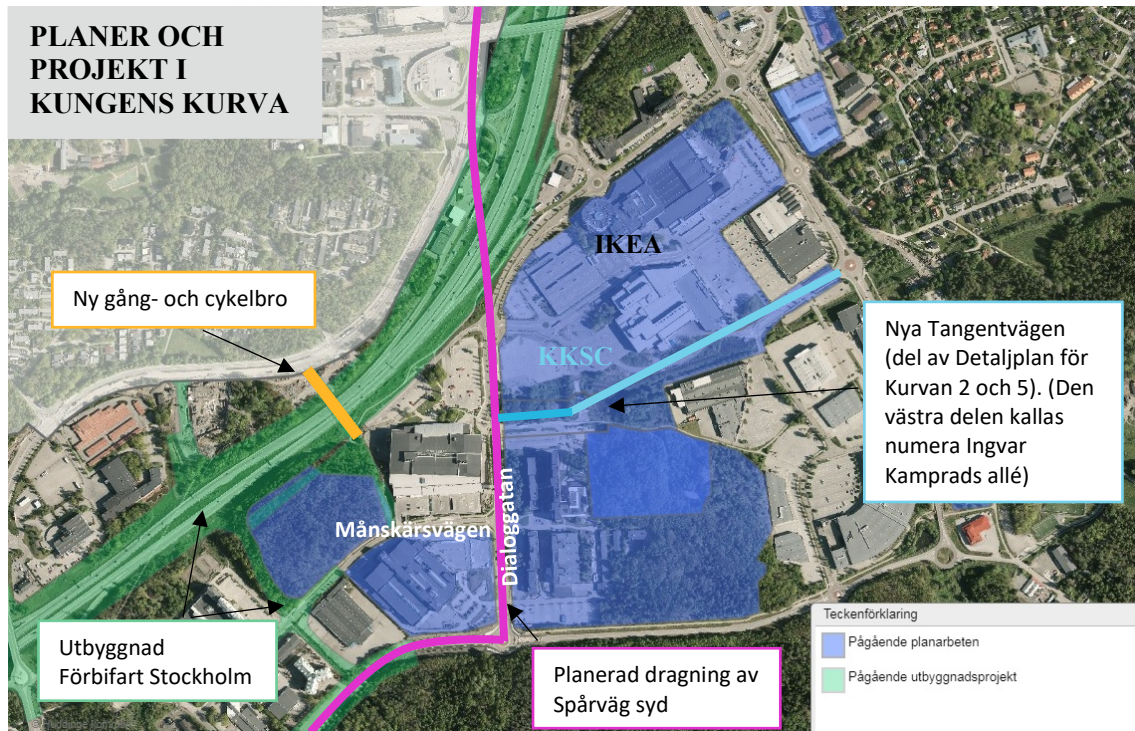 PLANER OCH
PROJEKT I
KUNGENS KURVA
IKEA
Ny gång- och cykelbro
KKSC
Nya Tangentvägen
(del av Detaljplan för
Kurvan 2 och 5). (Den
västra delen kallas
numera Ingvar
Kamprads allé)
Månskärsvägen
Dialoggatan
Utbyggnad
Förbifart Stockholm
Planerad dragning av
Spårväg syd
Teckenförklaring
Pågående planarbeten
Pågående utbyggnadsprojekt
© Huddinge kommun